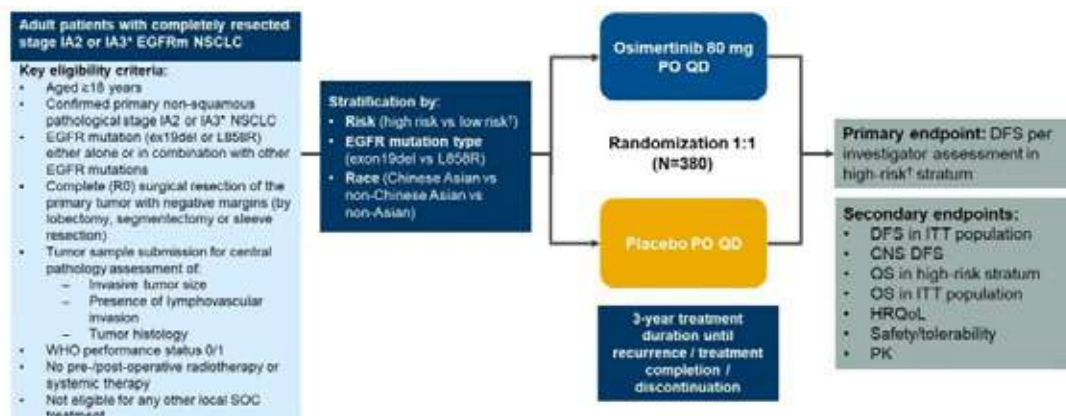 Adult patients with completely resected
stage IA2 or IA3* EGFRm NSCLC
Key eligibility criteria:
• Aged ≥18 years
• Confirmed primary non-squamous
pathological stage IA2 or IA3* NSCLC
• EGFR mutation (ex19del or L858R)
either alone or in combination with other
EGFR mutations
• Complete (R0) surgical resection of the
primary tumor with negative margins (by
lobectomy, segmentectomy or sleeve
resection)
• Tumor sample submission for central
pathology assessment of:
– Invasive tumor size
– Presence of lymphovascular
invasion
– Tumor histology
• WHO performance status 0/1
• No pre-/post-operative radiotherapy or
systemic therapy
• Not eligible for any other local SOC
treatment
Stratification by:
• Risk (high risk vs low risk†)
• EGFR mutation type
(exon19del vs L858R)
• Race (Chinese Asian vs
non-Chinese Asian vs
non-Asian)
Osimertinib 80 mg
PO QD
Randomization 1:1
(N=380)
Placebo PO QD
3-year treatment
duration until
recurrence / treatment
completion /
discontinuation
Primary endpoint: DFS per
investigator assessment in
high-risk† stratum
Secondary endpoints:
• DFS in ITT population
• CNS DFS
• OS in high-risk stratum
• OS in ITT population
• HRQoL
• Safety/tolerability
• PK